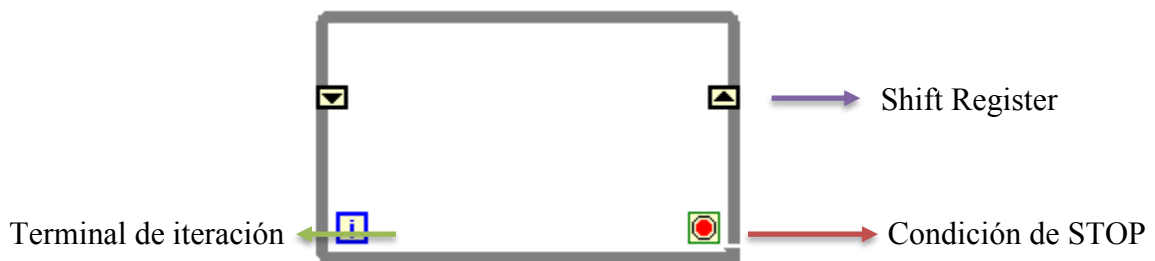 Shift Register
i
Terminal de iteración
Condición de STOP